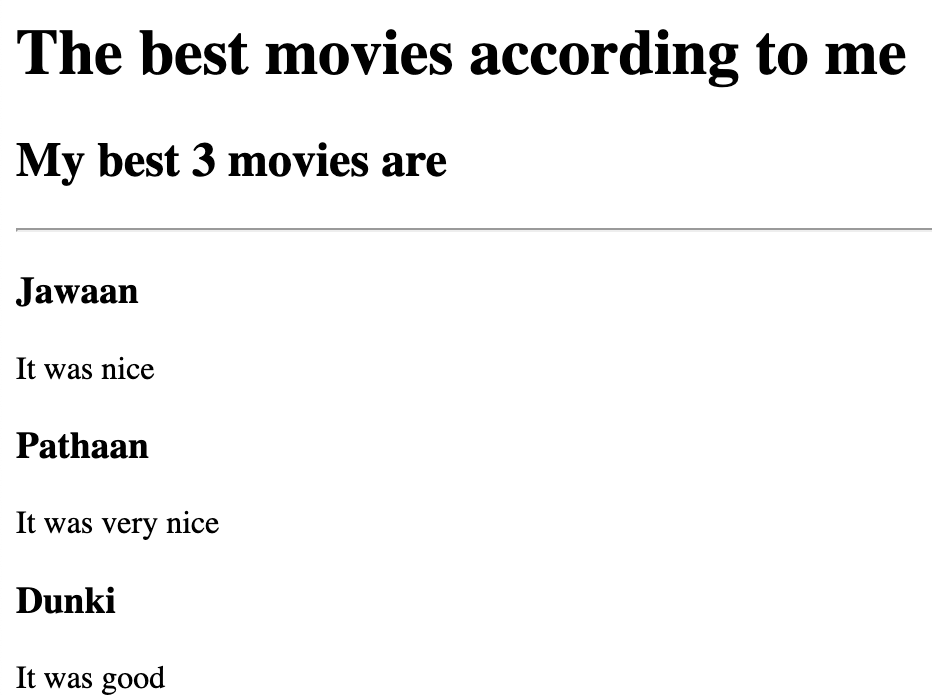 The best movies according to me
My best 3 movies are
Jawaan
It was nice
Pathaan
It was very nice
Dunki
It was good